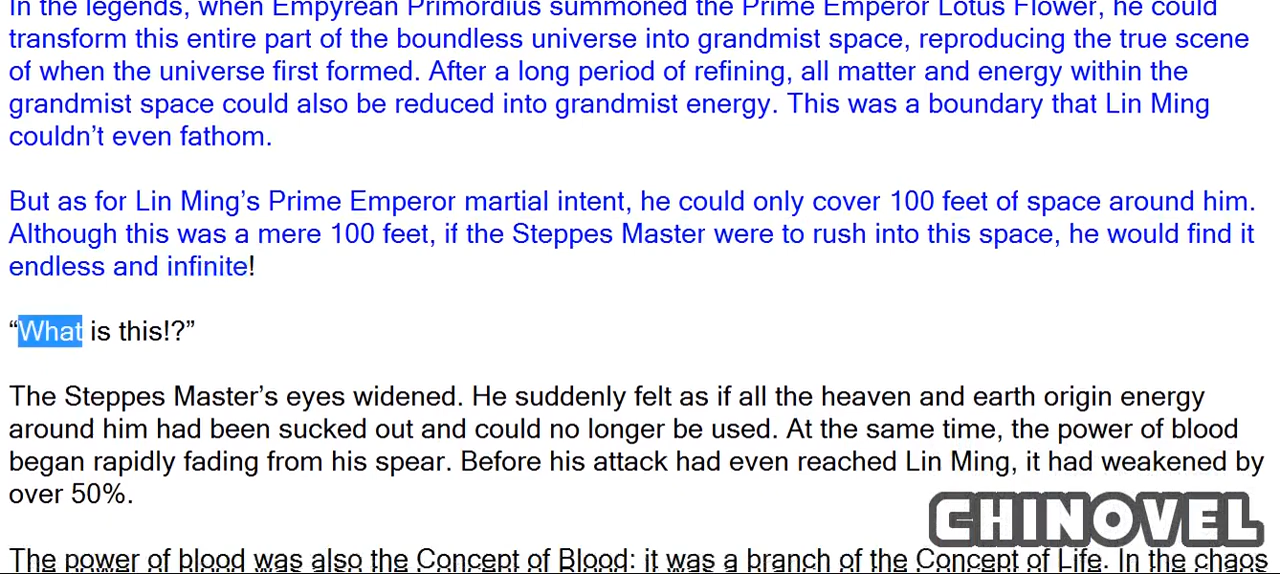 In the legends, when Empyrean Primordius summoned the Prime Emperor Lotus Flower, he could
transform this entire part of the boundless universe into grandmist space, reproducing the true scene
of when the universe first formed. After a long period of refining, all matter and energy within the
grandmist space could also be reduced into grandmist energy. This was a boundary that Lin Ming
couldn’t even fathom.
But as for Lin Ming’s Prime Emperor martial intent, he could only cover 100 feet of space around him.
Although this was a mere 100 feet, if the Steppes Master were to rush into this space, he would find it
endless and infinite!
“What is this!?”
The Steppes Master’s eyes widened. He suddenly felt as if all the heaven and earth origin energy
around him had been sucked out and could no longer be used. At the same time, the power of blood
began rapidly fading from his spear. Before his attack had even reached Lin Ming, it had weakened by
over 50%.
CHINOVEL
The power of blood was also the Concept of Blood; it was a branch of the Concept of Life. In the chaos